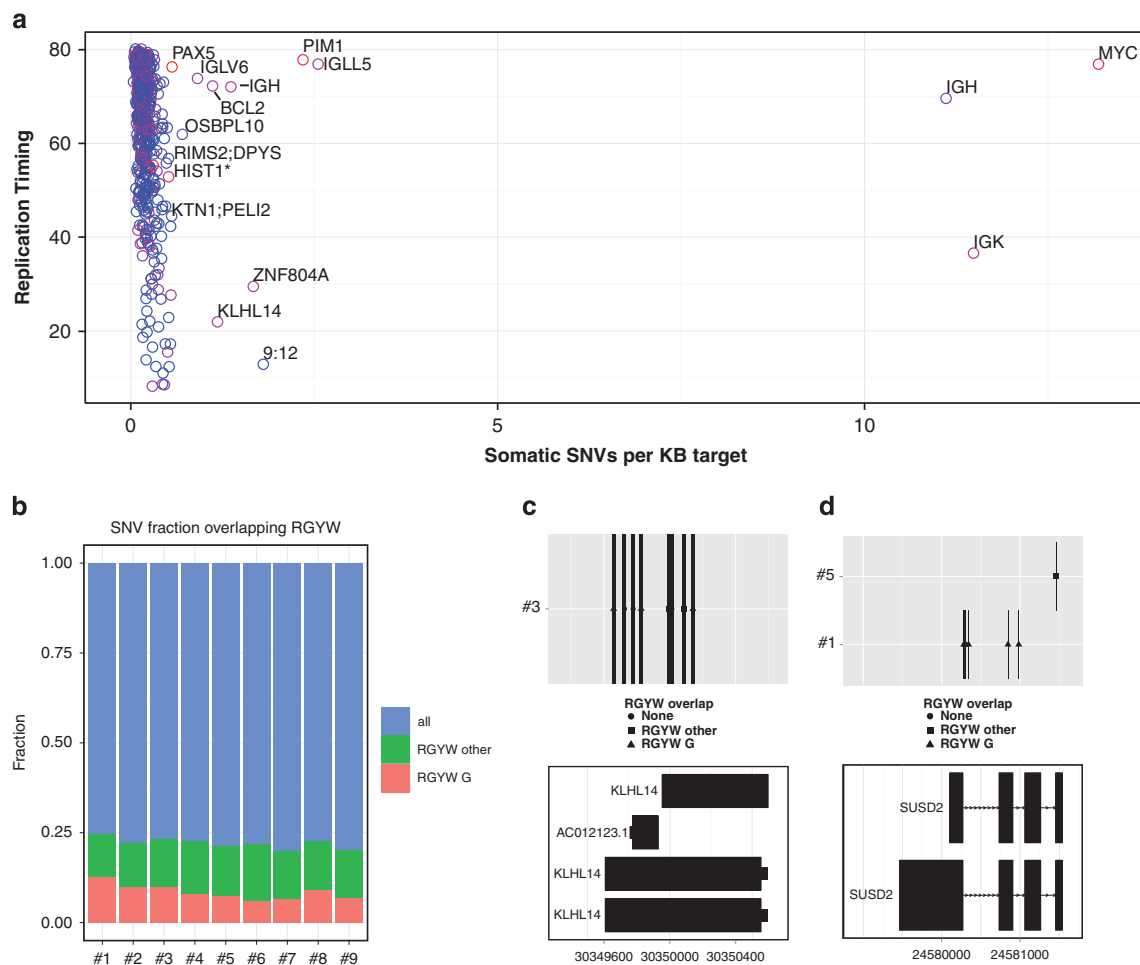 a
80
60
40
20
Replication Timing
PAX5
PIM1
IGLV6
IGLL5
MYC
IGH
BCL2
IGH
OSBPL10
RIMS2;DPYS
HIST1*
KTN1;PELI2
IGK
ZNF804A
KLHL14
9:12
0
5
10
Somatic SNVs per KB target
b
SNV fraction overlapping RGYW
1.00
0.75
0.50
0.25
0.00
Fraction
all
RGYW other
RGYW G
#1 #2 #3 #4 #5 #6 #7 #8 #9
c
#3
RGYW overlap
None
RGYW other
RGYW G
KLHL14
AC012123.1
KLHL14
KLHL14
30349600 30350000 30350400
d
#5
#1
RGYW overlap
None
RGYW other
RGYW G
SUSD2
SUSD2
24580000 24581000